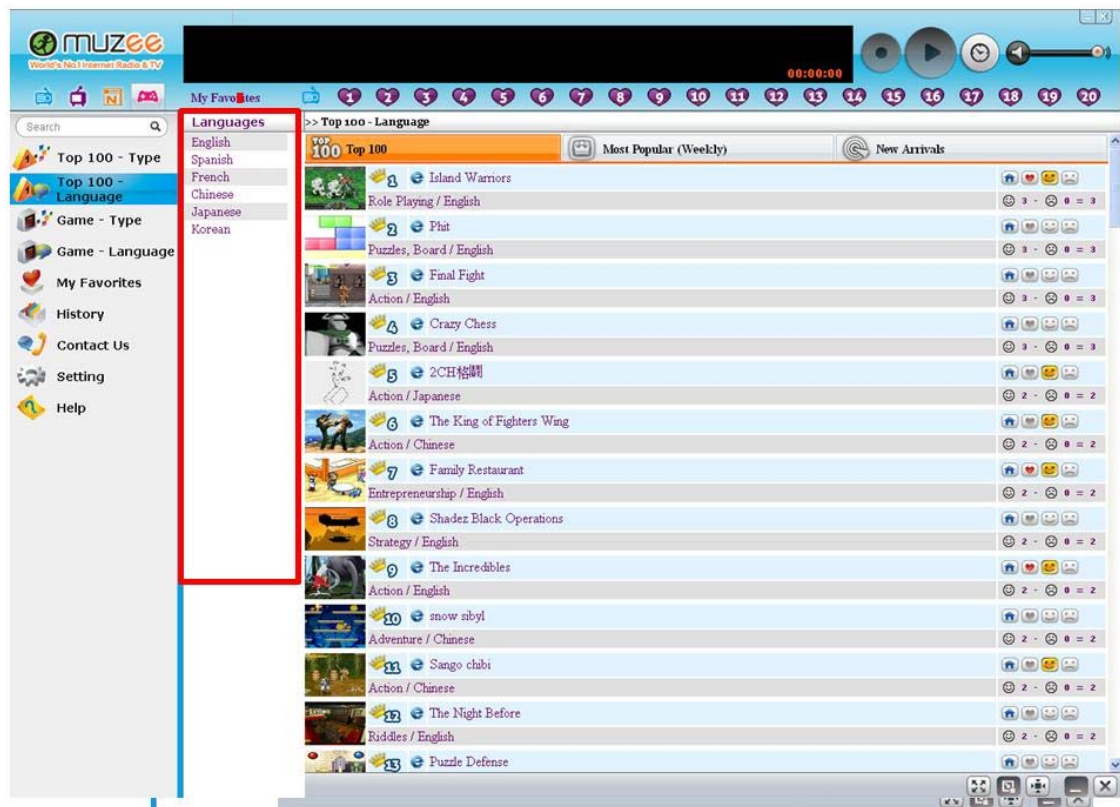 muzee
World's No.1 Internet Radio & TV
00:00:00
My Favorites
1 2 3 4 5 6 7 8 9 10 11 12 13 14 15 16 17 18 19 20
Search
Top 100 - Type
Top 100 -
Language
Game - Type
Game - Language
My Favorites
History
Contact Us
Setting
Help
Languages
English
Spanish
French
Chinese
Japanese
Korean
>> Top 100 - Language
TOP 100 Top 100
Most Popular (Weekly)
New Arrivals
1 Island Warriors
Role Playing / English 3 - 0 = 3
2 Phit
Puzzles, Board / English 3 - 0 = 3
3 Final Fight
Action / English 3 - 0 = 3
4 Crazy Chess
Puzzles, Board / English 3 - 0 = 3
5 2CH格鬪
Action / Japanese 2 - 0 = 2
6 The King of Fighters Wing
Action / Chinese 2 - 0 = 2
7 Family Restaurant
Entrepreneurship / English 2 - 0 = 2
8 Shadez Black Operations
Strategy / English 2 - 0 = 2
9 The Incredibles
Action / English 2 - 0 = 2
10 snow sibyl
Adventure / Chinese 2 - 0 = 2
11 Sango chibi
Action / Chinese 2 - 0 = 2
12 The Night Before
Riddles / English 2 - 0 = 2
13 Puzzle Defense